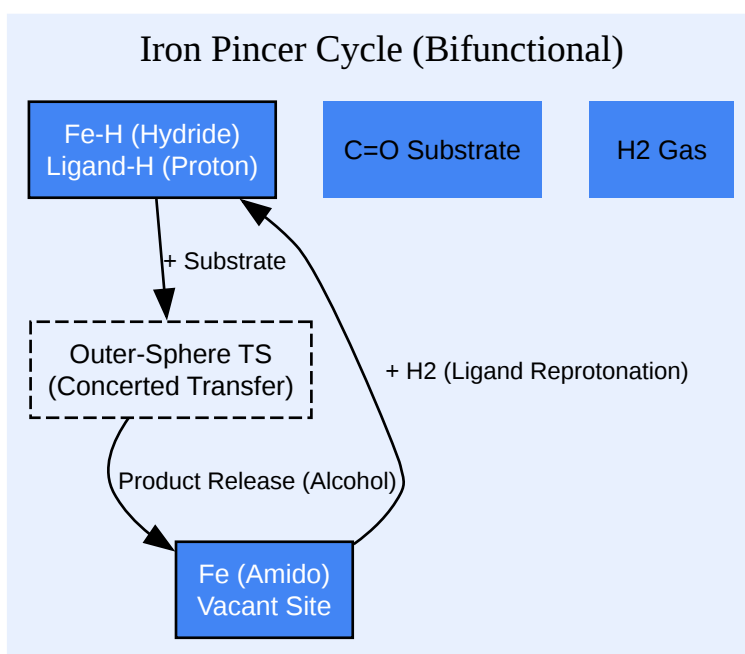 Iron Pincer Cycle (Bifunctional)
Fe-H (Hydride)
Ligand-H (Proton)
C=O Substrate
H2 Gas
+ Substrate
Outer-Sphere TS
(Concerted Transfer)
+ H2 (Ligand Reprotonation)
Product Release (Alcohol)
Fe (Amido)
Vacant Site